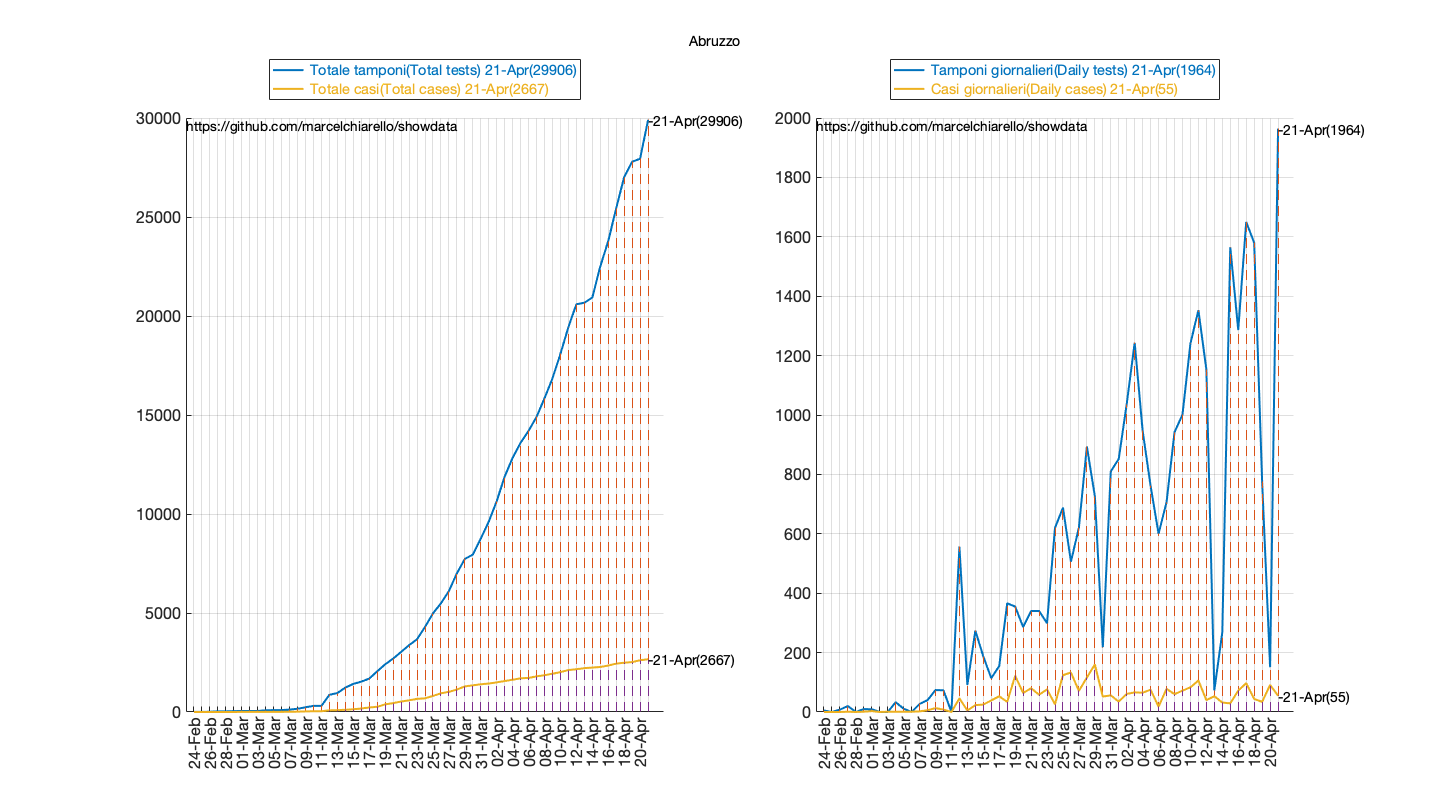 Abruzzo
Totale tamponi(Total tests) 21-Apr(29906)
Totale casi(Total cases) 21-Apr(2667)
https://github.com/marcelchiarello/showdata
30000
25000
20000
15000
10000
5000
0
21-Apr(29906)
21-Apr(2667)
24-Feb
26-Feb
28-Feb
01-Mar
03-Mar
05-Mar
07-Mar
09-Mar
11-Mar
13-Mar
15-Mar
17-Mar
19-Mar
21-Mar
23-Mar
25-Mar
27-Mar
29-Mar
31-Mar
02-Apr
04-Apr
06-Apr
08-Apr
10-Apr
12-Apr
14-Apr
16-Apr
18-Apr
20-Apr
Tamponi giornalieri(Daily tests) 21-Apr(1964)
Casi giornalieri(Daily cases) 21-Apr(55)
https://github.com/marcelchiarello/showdata
2000
1800
1600
1400
1200
1000
800
600
400
200
0
21-Apr(1964)
21-Apr(55)
24-Feb
26-Feb
28-Feb
01-Mar
03-Mar
05-Mar
07-Mar
09-Mar
11-Mar
13-Mar
15-Mar
17-Mar
19-Mar
21-Mar
23-Mar
25-Mar
27-Mar
29-Mar
31-Mar
02-Apr
04-Apr
06-Apr
08-Apr
10-Apr
12-Apr
14-Apr
16-Apr
18-Apr
20-Apr